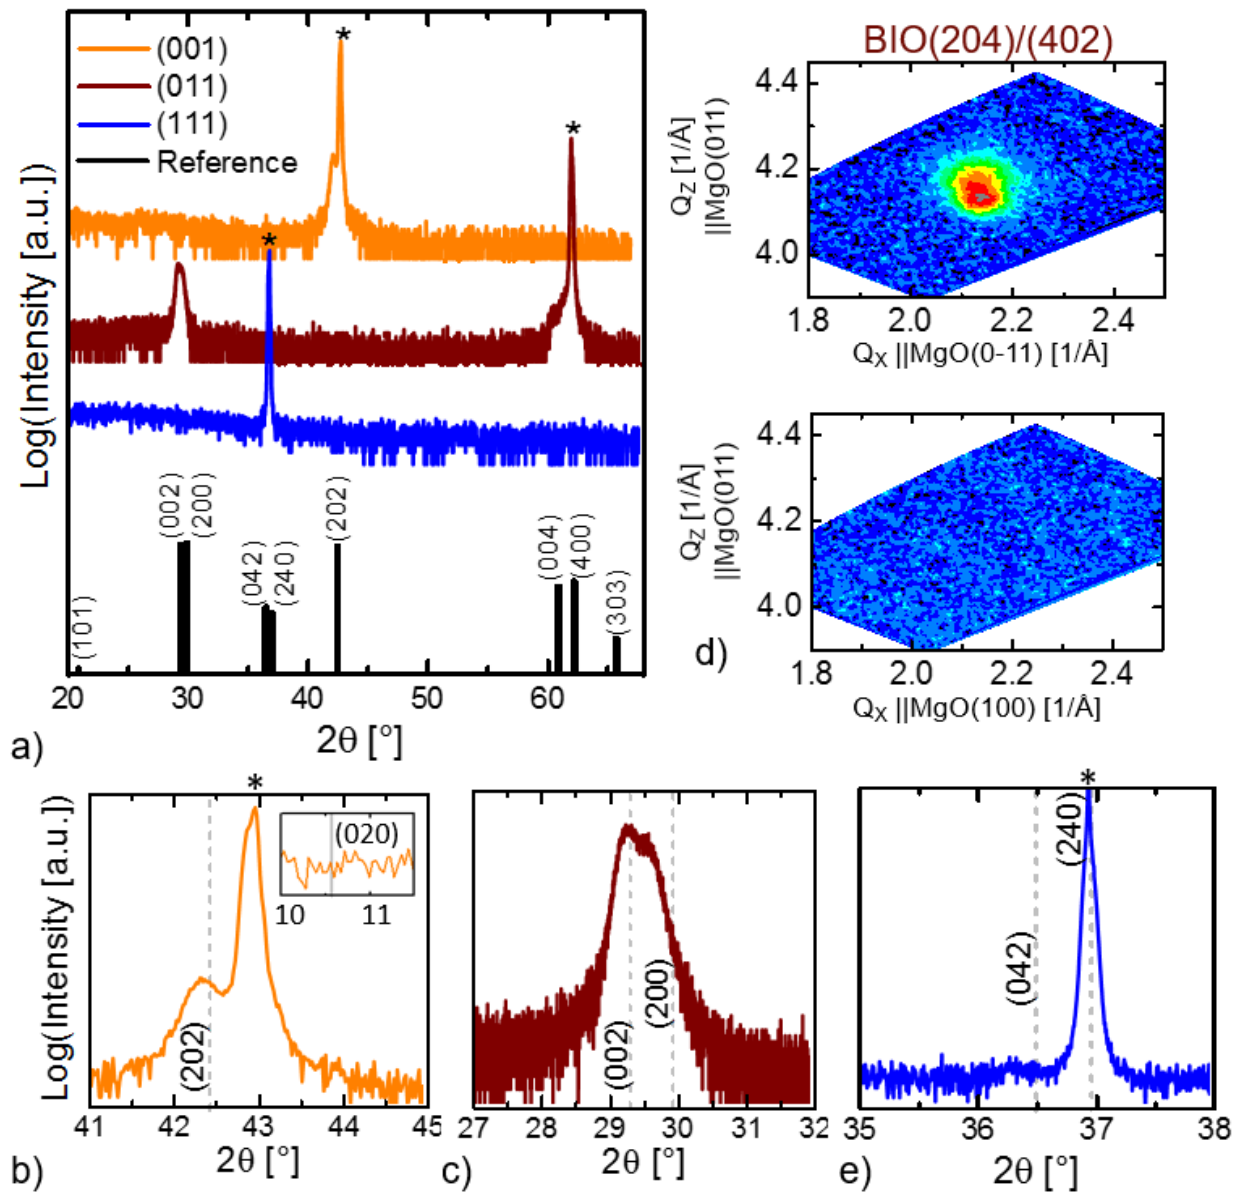 (001)
(011)
(111)
Reference
*
*
*
Log(Intensity [a.u.])
(101)
(002)
(200)
(042)
(240)
(202)
(004)
(400)
(303)
20 30 40 50 60
2θ [°]
a)
BIO(204)/(402)
4.4
4.2
4.0
Qz [1/Å]
||MgO(011)
1.8 2.0 2.2 2.4
Qx ||MgO(0-11) [1/Å]
4.4
4.2
4.0
Qz [1/Å]
||MgO(011)
1.8 2.0 2.2 2.4
Qx ||MgO(100) [1/Å]
d)
Log(Intensity [a.u.])
*
(202)
(020)
10 11
41 42 43 44 45
2θ [°]
b)
(002)
(200)
27 28 29 30 31 32
2θ [°]
c)
*
(042)
(240)
35 36 37 38
2θ [°]
e)